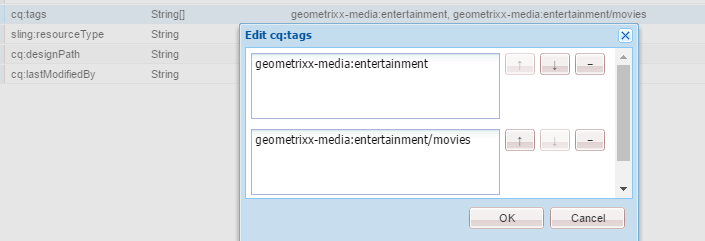 cq:tags String[] geometrixx-media:entertainment, geometrixx-media:entertainment/movies
sling:resourceType String
cq:designPath String
cq:lastModifiedBy String
Edit cq:tags
geometrixx-media:entertainment ↑ ↓ -
geometrixx-media:entertainment/movies ↑ ↓ -
OK Cancel